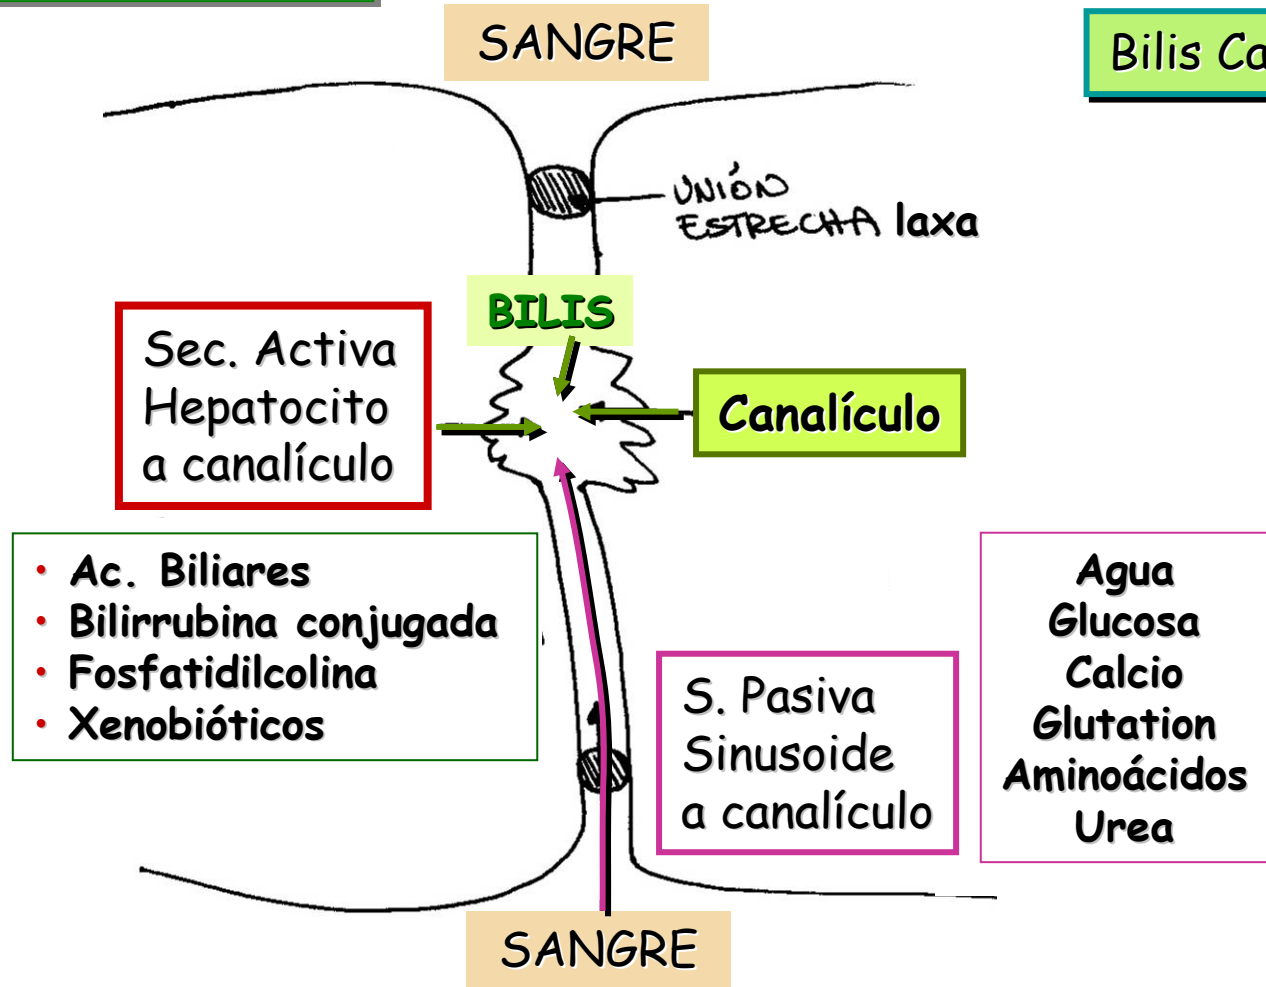 SANGRE
Bilis
UNIÓN
ESTRECHA laxa
BILIS
Sec. Activa
Hepatocito
a canalículo
Canalículo
• Ac. Biliares
• Bilirrubina conjugada
• Fosfatidilcolina
• Xenobióticos
S. Pasiva
Sinusoide
a canalículo
Agua
Glucosa
Calcio
Glutation
Aminoácidos
Urea
SANGRE